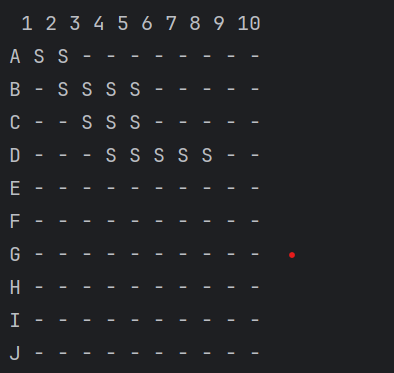 1 2 3 4 5 6 7 8 9 10
A S S - - - - - - - -
B - S S S S - - - - -
C - - S S S - - - - -
D - - - S S S S S - -
E - - - - - - - - - -
F - - - - - - - - - -
G - - - - - - - - - -
H - - - - - - - - - -
I - - - - - - - - - -
J - - - - - - - - - -